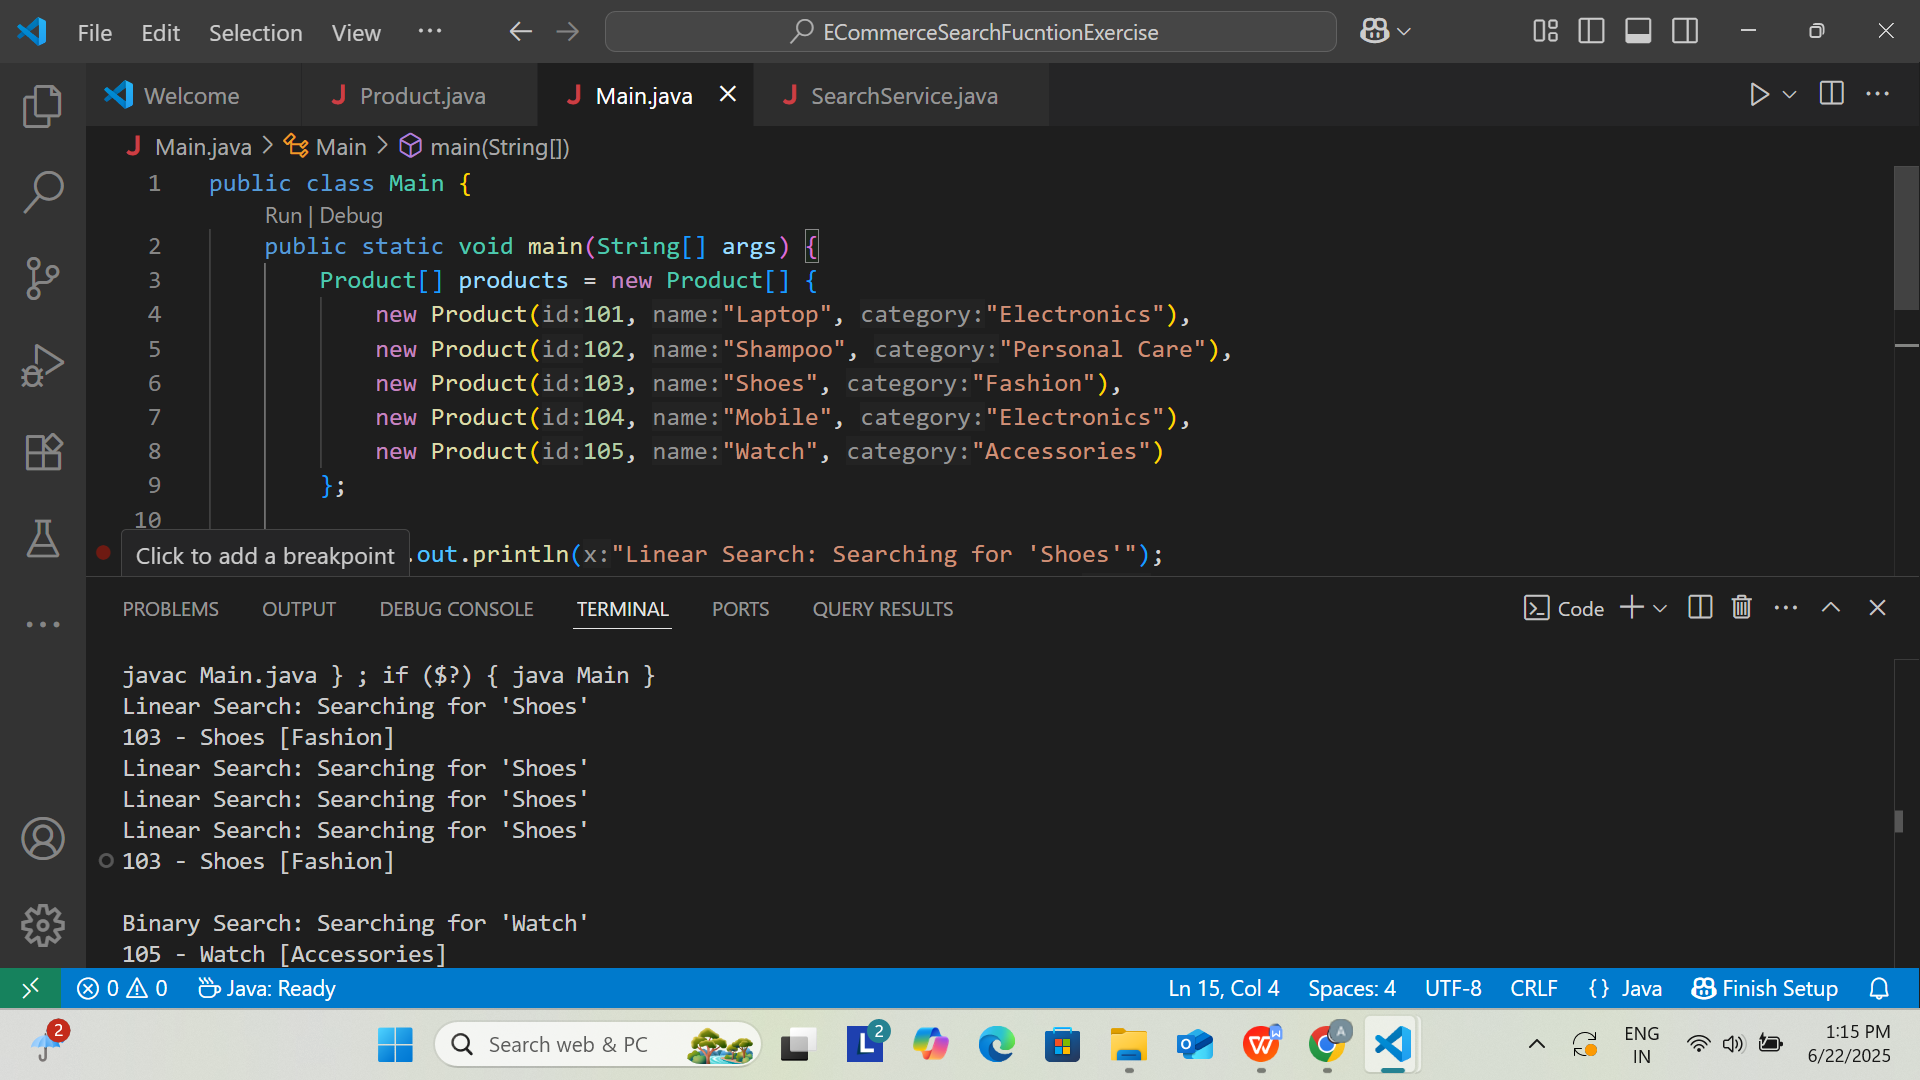 File Edit Selection View ··· ECommerceSearchFucntionExercise
Welcome J Product.java J Main.java J SearchService.java
J Main.java > Main > main(String[])
1 public class Main {
Run | Debug
2 public static void main(String[] args) {
3 Product[] products = new Product[] {
4 new Product(id:101, name:"Laptop", category:"Electronics"),
5 new Product(id:102, name:"Shampoo", category:"Personal Care"),
6 new Product(id:103, name:"Shoes", category:"Fashion"),
7 new Product(id:104, name:"Mobile", category:"Electronics"),
8 new Product(id:105, name:"Watch", category:"Accessories")
9 };
10
Click to add a breakpoint .out.println(x:"Linear Search: Searching for 'Shoes'");
PROBLEMS OUTPUT DEBUG CONSOLE TERMINAL PORTS QUERY RESULTS Code
javac Main.java } ; if ($?) { java Main }
Linear Search: Searching for 'Shoes'
103 - Shoes [Fashion]
Linear Search: Searching for 'Shoes'
Linear Search: Searching for 'Shoes'
Linear Search: Searching for 'Shoes'
103 - Shoes [Fashion]
Binary Search: Searching for 'Watch'
105 - Watch [Accessories]
0 0 Java: Ready Ln 15, Col 4 Spaces: 4 UTF-8 CRLF {} Java Finish Setup
2 Search web & PC L 2 W W A ENG IN 1:15 PM
6/22/2025